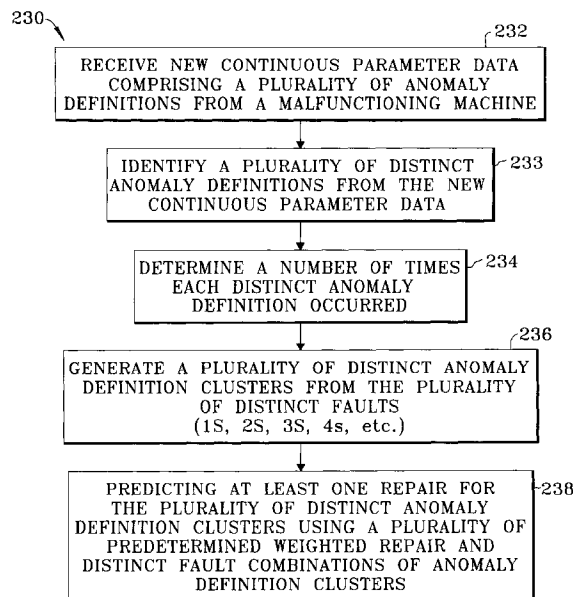 230
232
RECEIVE NEW CONTINUOUS PARAMETER DATA
COMPRISING A PLURALITY OF ANOMALY
DEFINITIONS FROM A MALFUNCTIONING MACHINE
233
IDENTIFY A PLURALITY OF DISTINCT
ANOMALY DEFINITIONS FROM THE NEW
CONTINUOUS PARAMETER DATA
234
DETERMINE A NUMBER OF TIMES
EACH DISTINCT ANOMALY
DEFINITION OCCURRED
236
GENERATE A PLURALITY OF DISTINCT ANOMALY
DEFINITION CLUSTERS FROM THE PLURALITY
OF DISTINCT FAULTS
(1S, 2S, 3S, 4s, etc.)
238
PREDICTING AT LEAST ONE REPAIR FOR
THE PLURALITY OF DISTINCT ANOMALY
DEFINITION CLUSTERS USING A PLURALITY OF
PREDETERMINED WEIGHTED REPAIR AND
DISTINCT FAULT COMBINATIONS OF ANOMALY
DEFINITION CLUSTERS